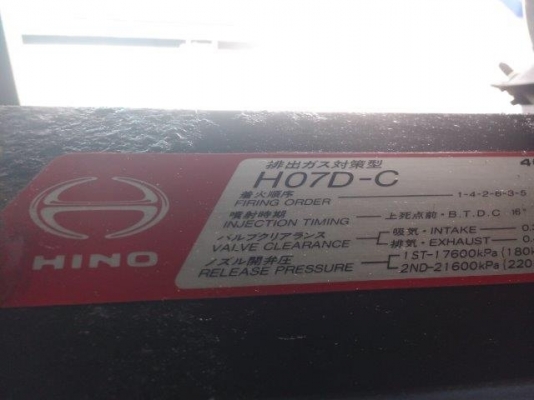 HINO
排出ガス対策型
H07D-C
着火順序
FIRING ORDER 1-4-2-6-3-5
噴射時期
INJECTION TIMING 上死点前・B.T.D.C
バルブクリアランス 吸気・INTAKE
VALVE CLEARANCE 排気・EXHAUST
ノズル開弁圧 1ST-17600kPa (180k
RELEASE PRESSURE 2ND-21600kPa (220